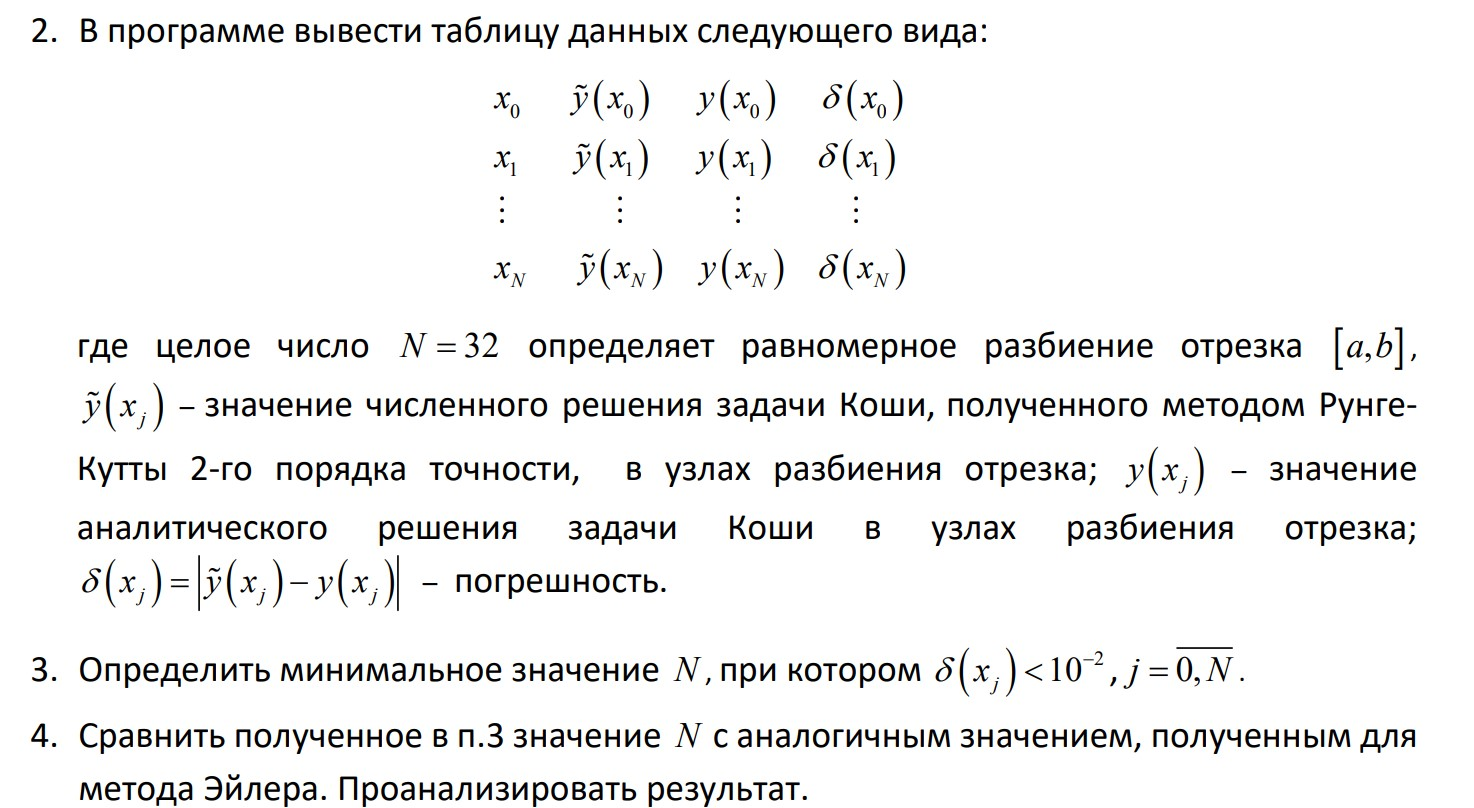 2. В программе вывести таблицу данных следующего вида:
x₀ ỹ(x₀) y(x₀) δ(x₀)
x₁ ỹ(x₁) y(x₁) δ(x₁)
⋮ ⋮ ⋮ ⋮
x_N ỹ(x_N) y(x_N) δ(x_N)
где целое число N = 32 определяет равномерное разбиение отрезка [a,b],
ỹ(x_j) – значение численного решения задачи Коши, полученного методом Рунге-
Кутты 2-го порядка точности, в узлах разбиения отрезка; y(x_j) – значение
аналитического решения задачи Коши в узлах разбиения отрезка;
δ(x_j) = |ỹ(x_j) – y(x_j)| – погрешность.
3. Определить минимальное значение N, при котором δ(x_j) < 10⁻², j = 0,N̅.
4. Сравнить полученное в п.3 значение N с аналогичным значением, полученным для
метода Эйлера. Проанализировать результат.